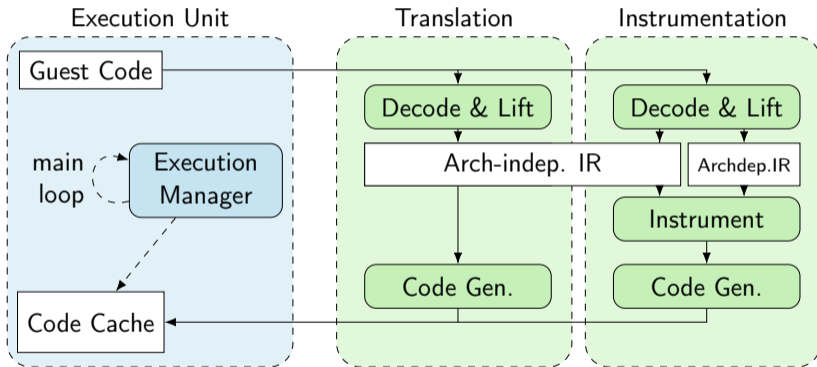 Execution Unit
Translation
Instrumentation
Guest Code
Decode & Lift
Decode & Lift
main
loop
Execution
Manager
Arch-indep. IR
Archdep.IR
Instrument
Code Gen.
Code Gen.
Code Cache